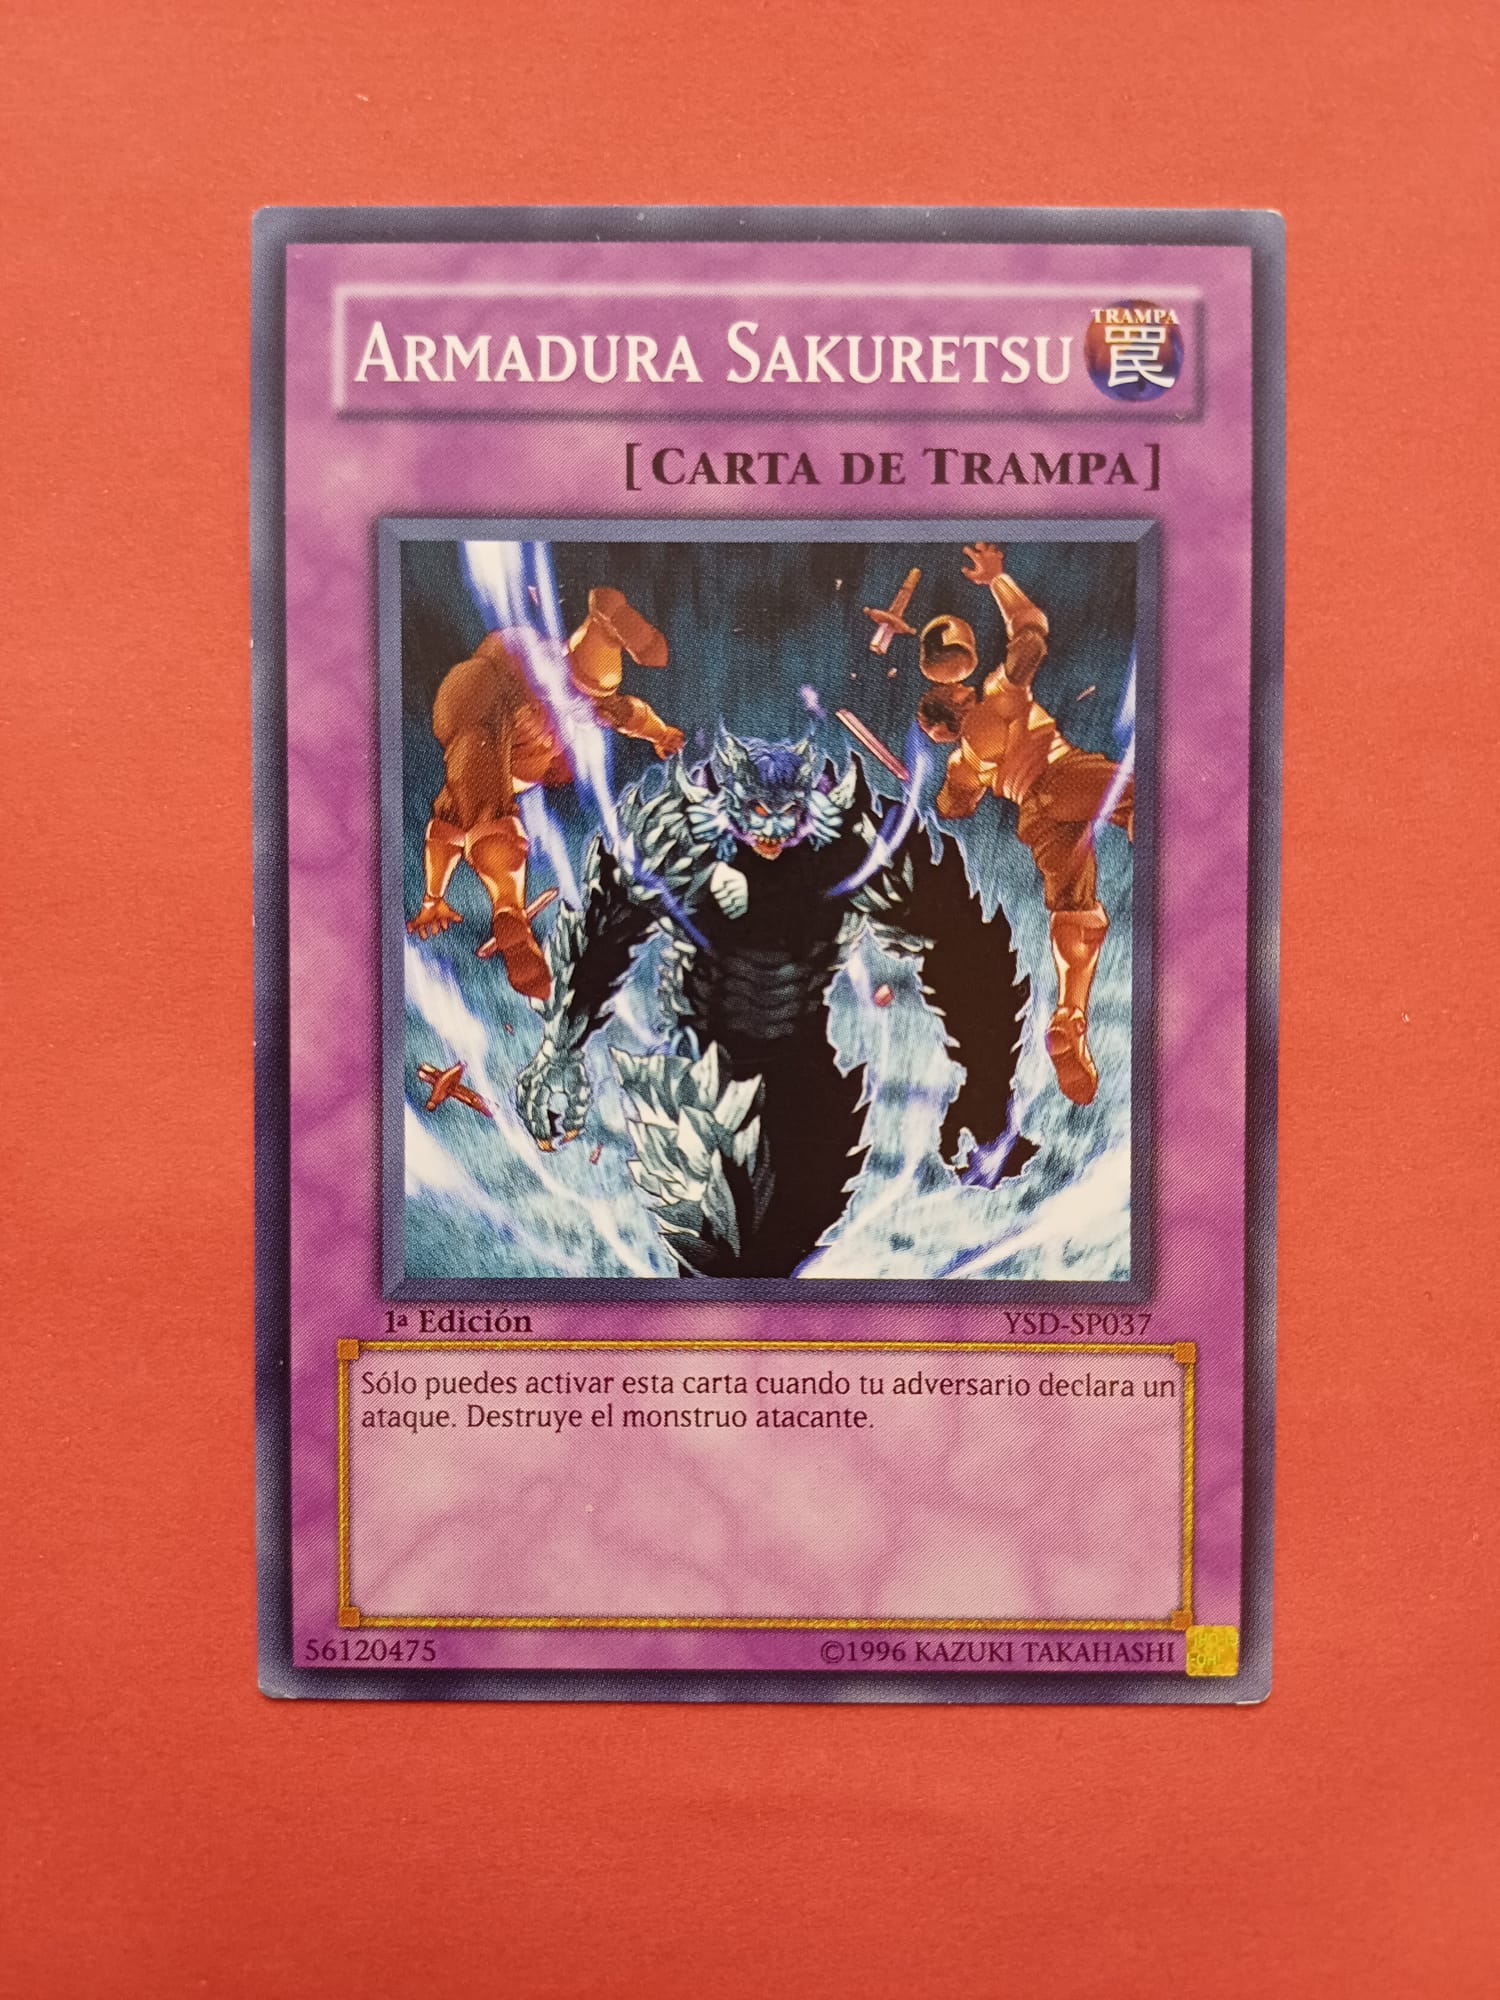 ARMADURA SAKURETSU
TRAMPA
罠
[CARTA DE TRAMPA]
1ª Edición
YSD-SP037
Sólo puedes activar esta carta cuando tu adversario declara un
ataque. Destruye el monstruo atacante.
56120475
©1996 KAZUKI TAKAHASHI